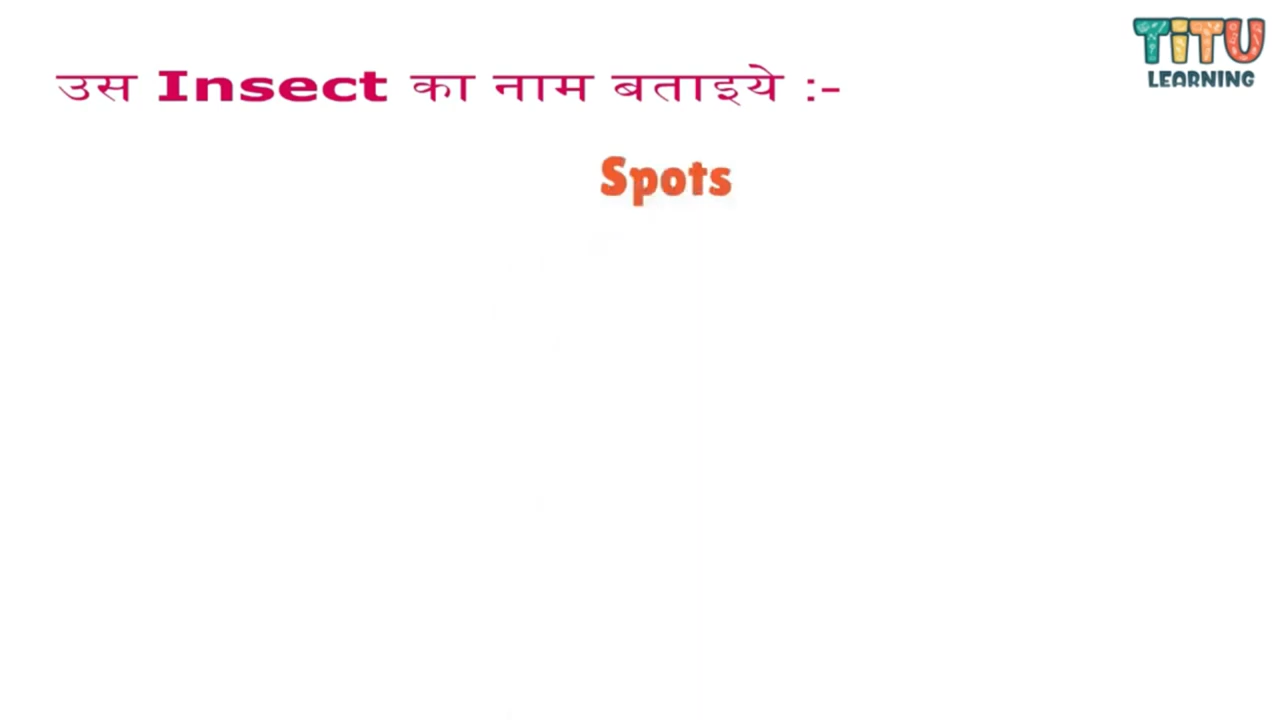 TiTU
LEARNING
उस Insect का नाम बताइये :-
Spots